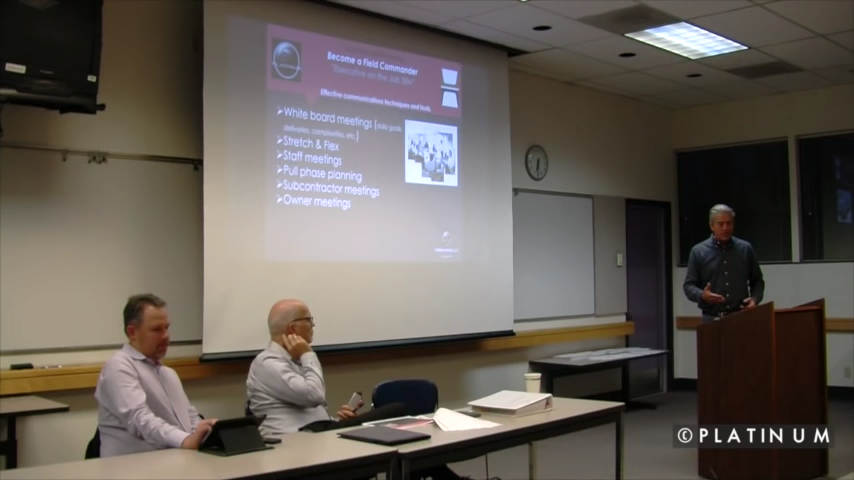 Become a Field Commander
"Executive on the Job Site"
Effective communications techniques and tools.
➢White board meetings (daily goals,
deliveries, complexities, etc.)
➢Stretch & Flex
➢Staff meetings
➢Pull phase planning
➢Subcontractor meetings
➢Owner meetings
©PLATINUM